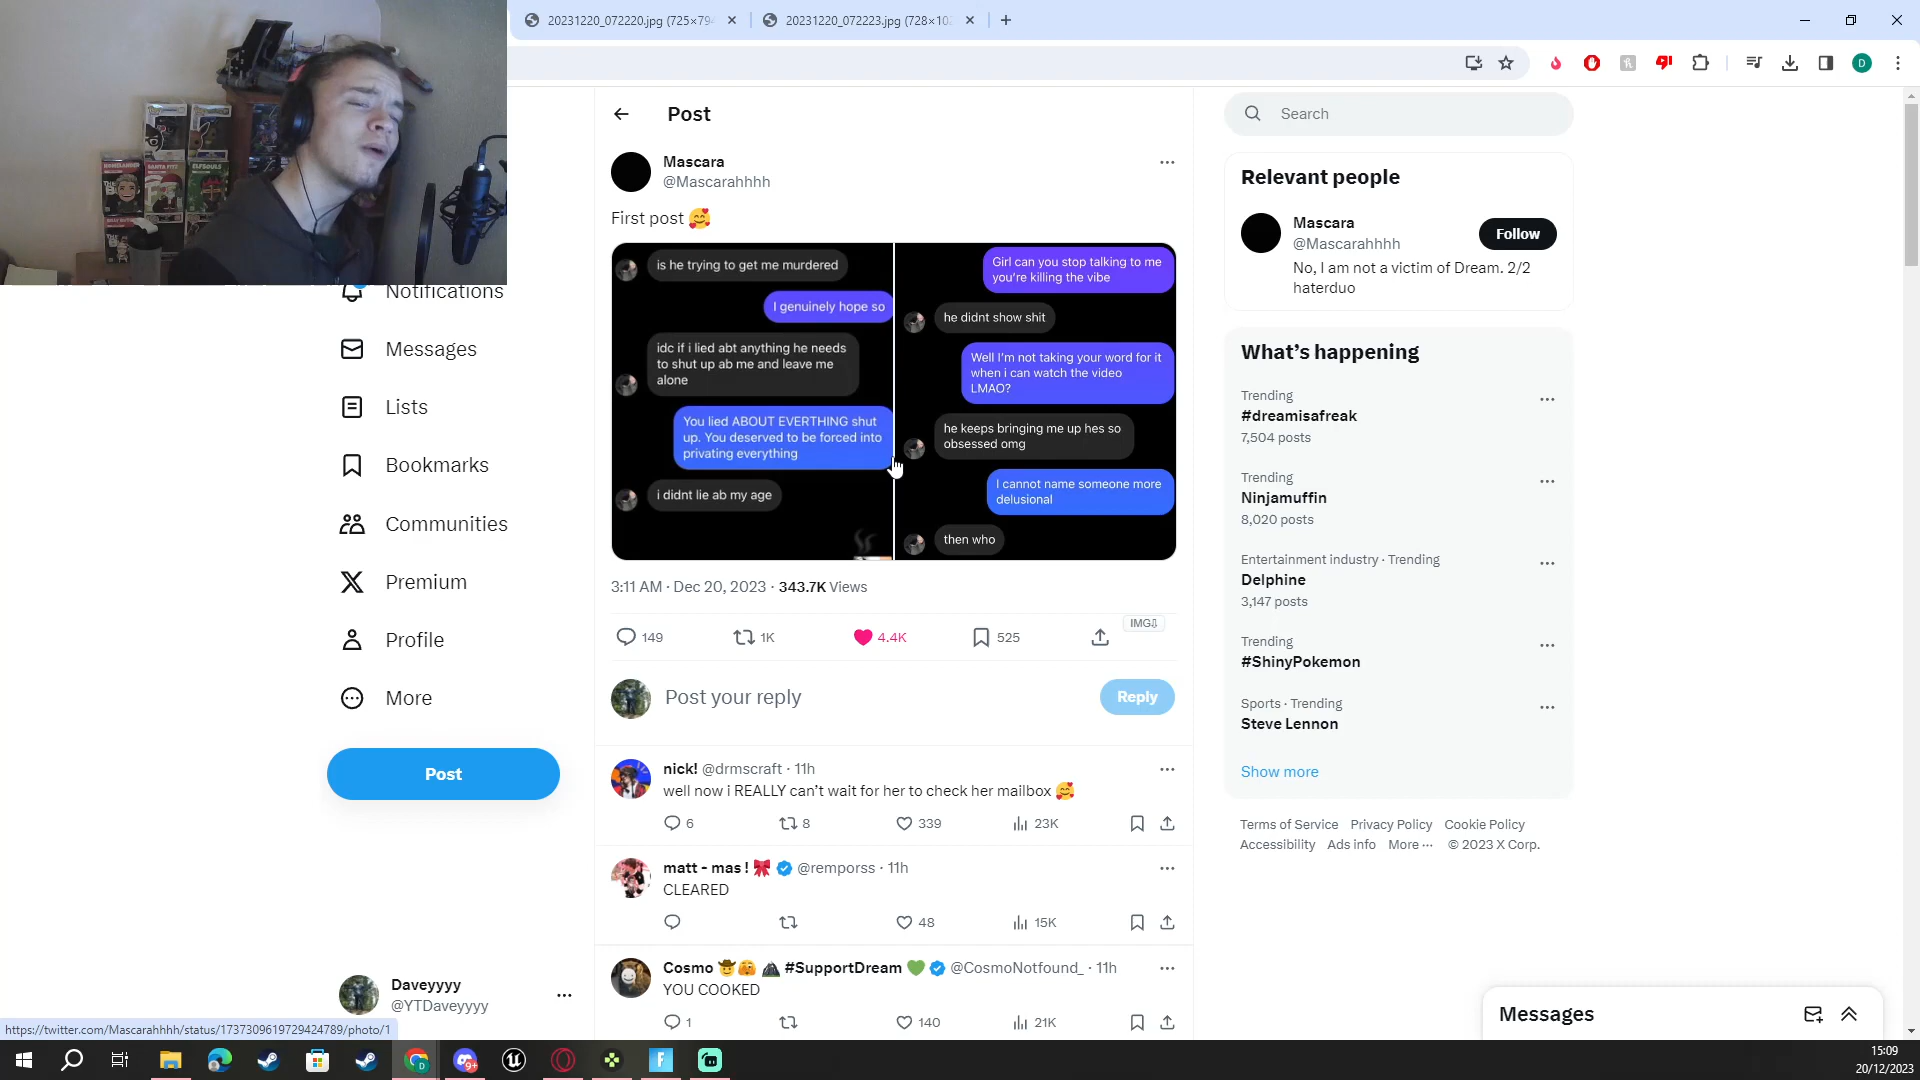 20231220_072220.jpg (725×79
20231220_072223.jpg (728×10
D
Notifications
Messages
Lists
Bookmarks
Communities
Premium
Profile
More
Post
Daveyyyy
@YTDaveyyyy
Post
Mascara
@Mascarahhhh
First post 🥰
is he trying to get me murdered
I genuinely hope so
idc if i lied abt anything he needs
to shut up ab me and leave me
alone
You lied ABOUT EVERTHING shut
up. You deserved to be forced into
privating everything
i didnt lie ab my age
Girl can you stop talking to me
you're killing the vibe
he didnt show shit
Well I'm not taking your word for it
when i can watch the video
LMAO?
he keeps bringing me up hes so
obsessed omg
I cannot name someone more
delusional
then who
3:11 AM · Dec 20, 2023 · 343.7K Views
149 1K 4.4K 525
IMG⇩
Post your reply
Reply
nick! @drmscraft · 11h
well now i REALLY can't wait for her to check her mailbox 🥰
6 8 339 23K
matt - mas ! 🎀 @remporss · 11h
CLEARED
48 15K
Cosmo 🤠🫣 #SupportDream 💚 @CosmoNotfound_ · 11h
YOU COOKED
1 140 21K
Search
Relevant people
Mascara
@Mascarahhhh
Follow
No, I am not a victim of Dream. 2/2
haterduo
What's happening
Trending
#dreamisafreak
7,504 posts
Trending
Ninjamuffin
8,020 posts
Entertainment industry · Trending
Delphine
3,147 posts
Trending
#ShinyPokemon
Sports · Trending
Steve Lennon
Show more
Terms of Service Privacy Policy Cookie Policy
Accessibility Ads info More ··· © 2023 X Corp.
Messages
https://twitter.com/Mascarahhhh/status/1737309619729424789/photo/1
9+
15:09
20/12/2023